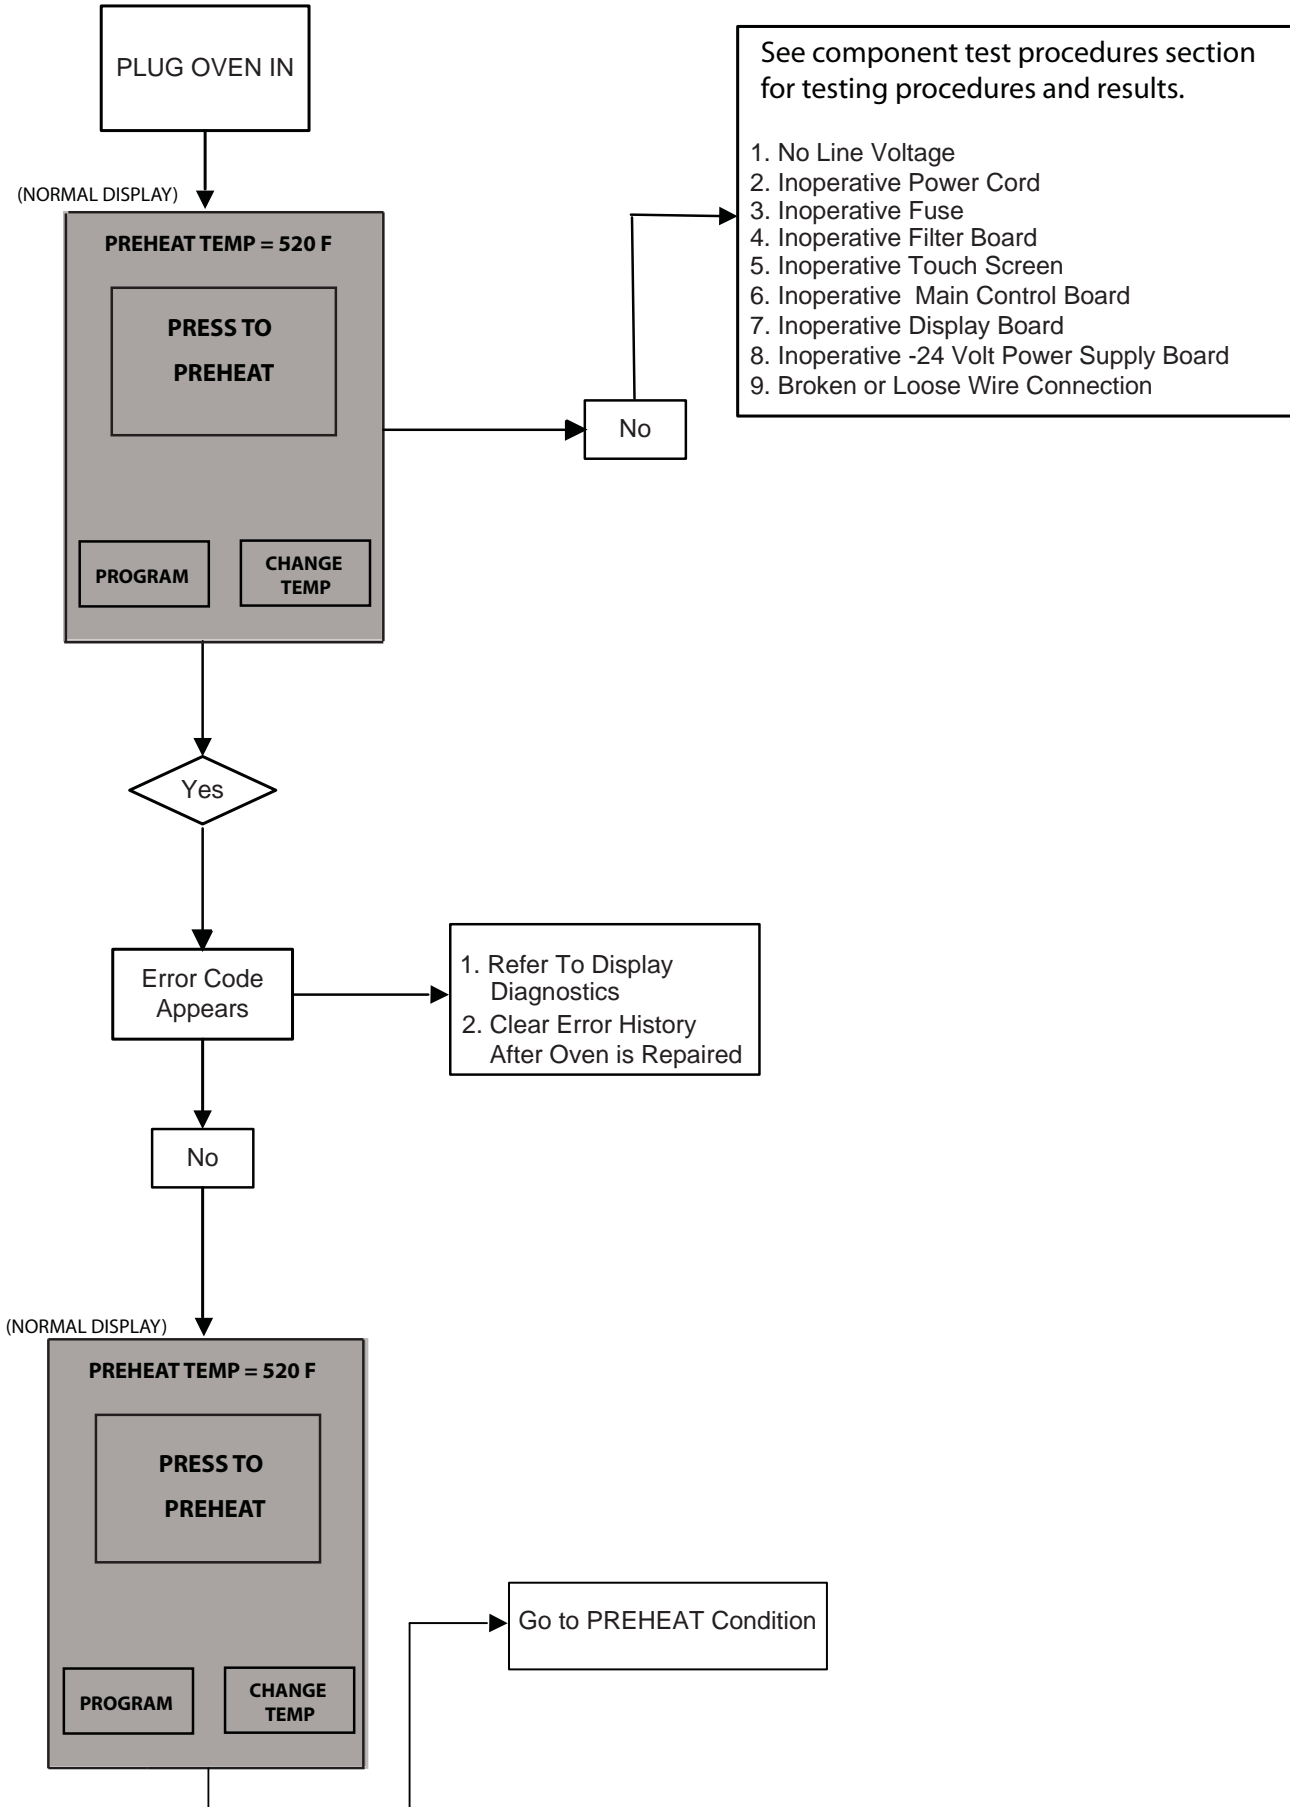 PLUG OVEN IN
(NORMAL DISPLAY)
PREHEAT TEMP = 520 F
PRESS TO
PREHEAT
PROGRAM
CHANGE
TEMP
No
See component test procedures section
for testing procedures and results.
1. No Line Voltage
2. Inoperative Power Cord
3. Inoperative Fuse
4. Inoperative Filter Board
5. Inoperative Touch Screen
6. Inoperative  Main Control Board
7. Inoperative Display Board
8. Inoperative -24 Volt Power Supply Board
9. Broken or Loose Wire Connection
Yes
Error Code
Appears
1. Refer To Display
Diagnostics
2. Clear Error History
After Oven is Repaired
No
(NORMAL DISPLAY)
PREHEAT TEMP = 520 F
PRESS TO
PREHEAT
PROGRAM
CHANGE
TEMP
Go to PREHEAT Condition